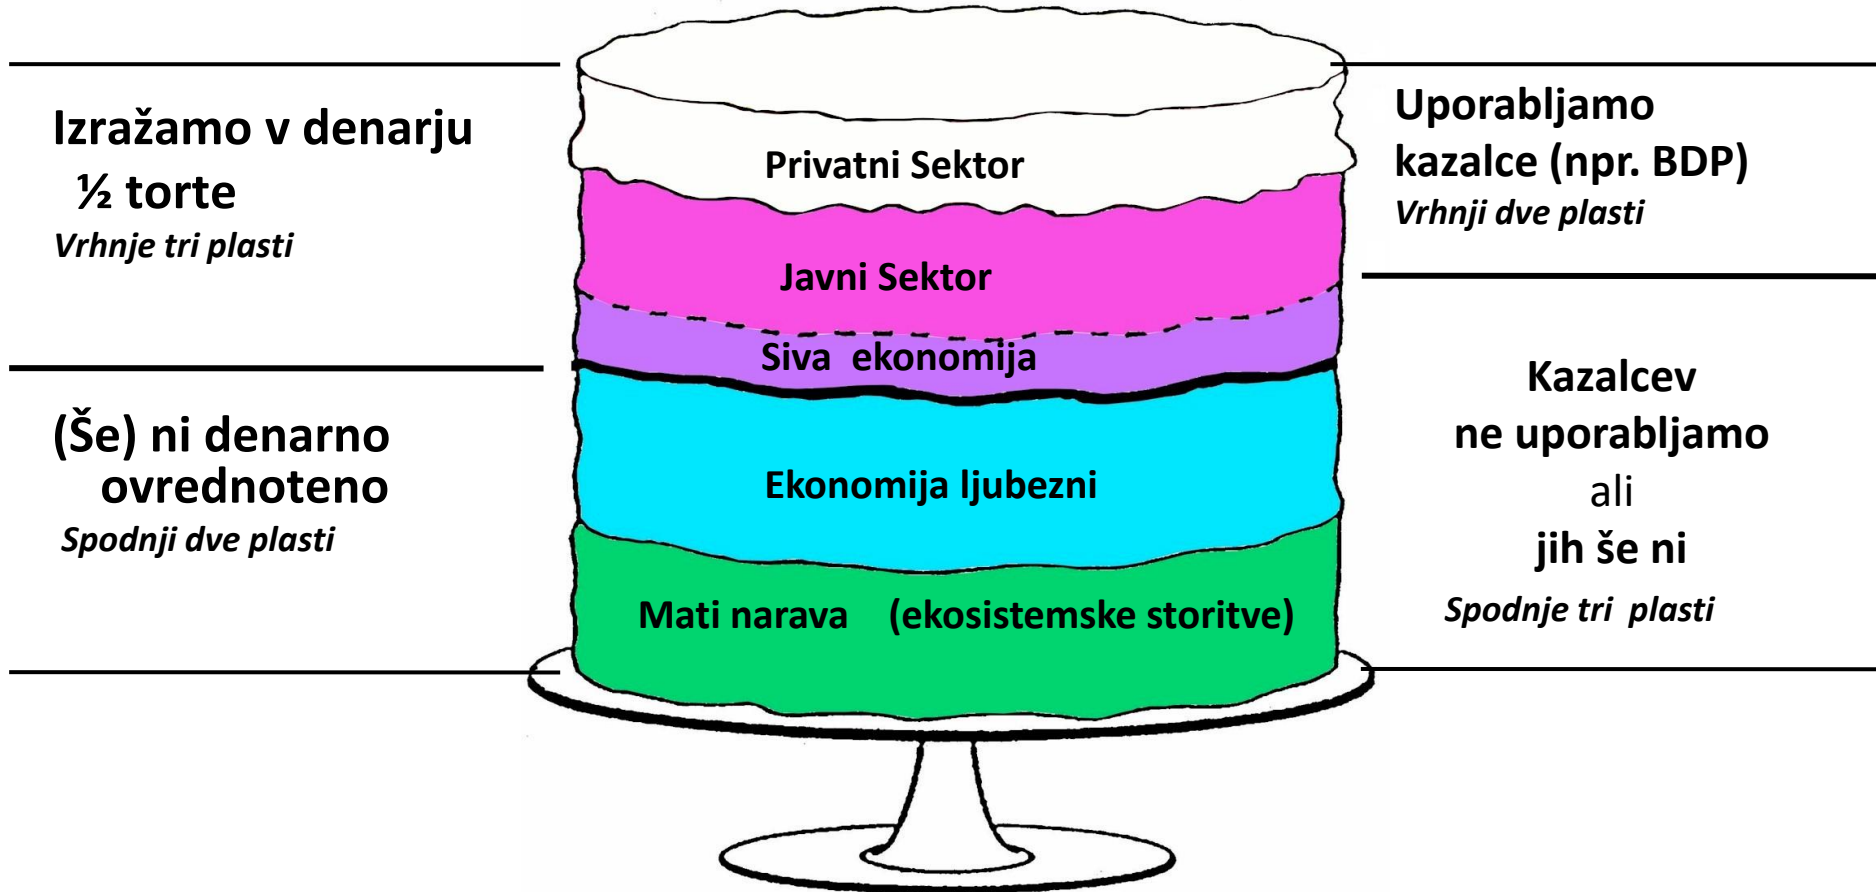 Izražamo v denarju
½ torte
Vrhnje tri plasti
(Še) ni denarno
ovrednoteno
Spodnji dve plasti
Privatni Sektor
Javni Sektor
Siva ekonomija
Ekonomija ljubezni
Mati narava (ekosistemske storitve)
Uporabljamo
kazalce (npr. BDP)
Vrhnji dve plasti
Kazalcev
ne uporabljamo
ali
jih še ni
Spodnje tri plasti